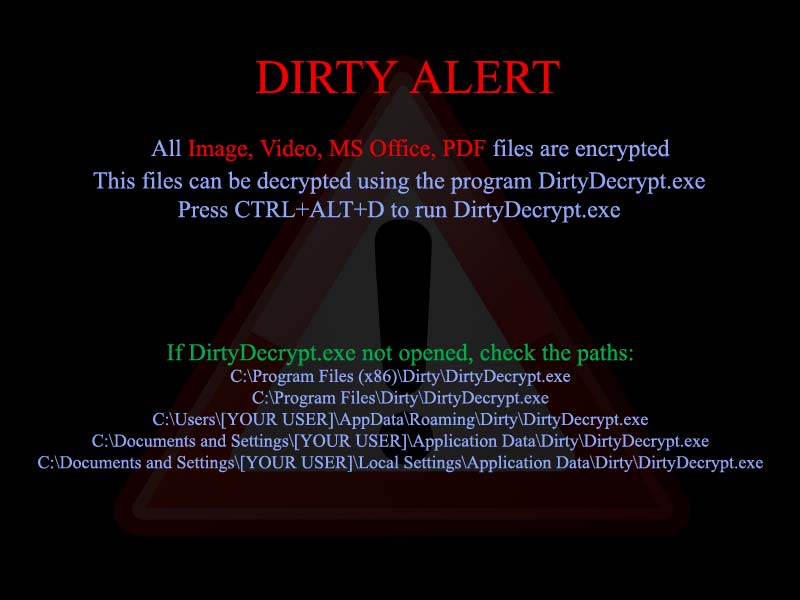 DIRTY ALERT
All Image, Video, MS Office, PDF files are encrypted
This files can be decrypted using the program DirtyDecrypt.exe
Press CTRL+ALT+D to run DirtyDecrypt.exe
If DirtyDecrypt.exe not opened, check the paths:
C:\Program Files (x86)\Dirty\DirtyDecrypt.exe
C:\Program Files\Dirty\DirtyDecrypt.exe
C:\Users\[YOUR USER]\AppData\Roaming\Dirty\DirtyDecrypt.exe
C:\Documents and Settings\[YOUR USER]\Application Data\Dirty\DirtyDecrypt.exe
C:\Documents and Settings\[YOUR USER]\Local Settings\Application Data\Dirty\DirtyDecrypt.exe